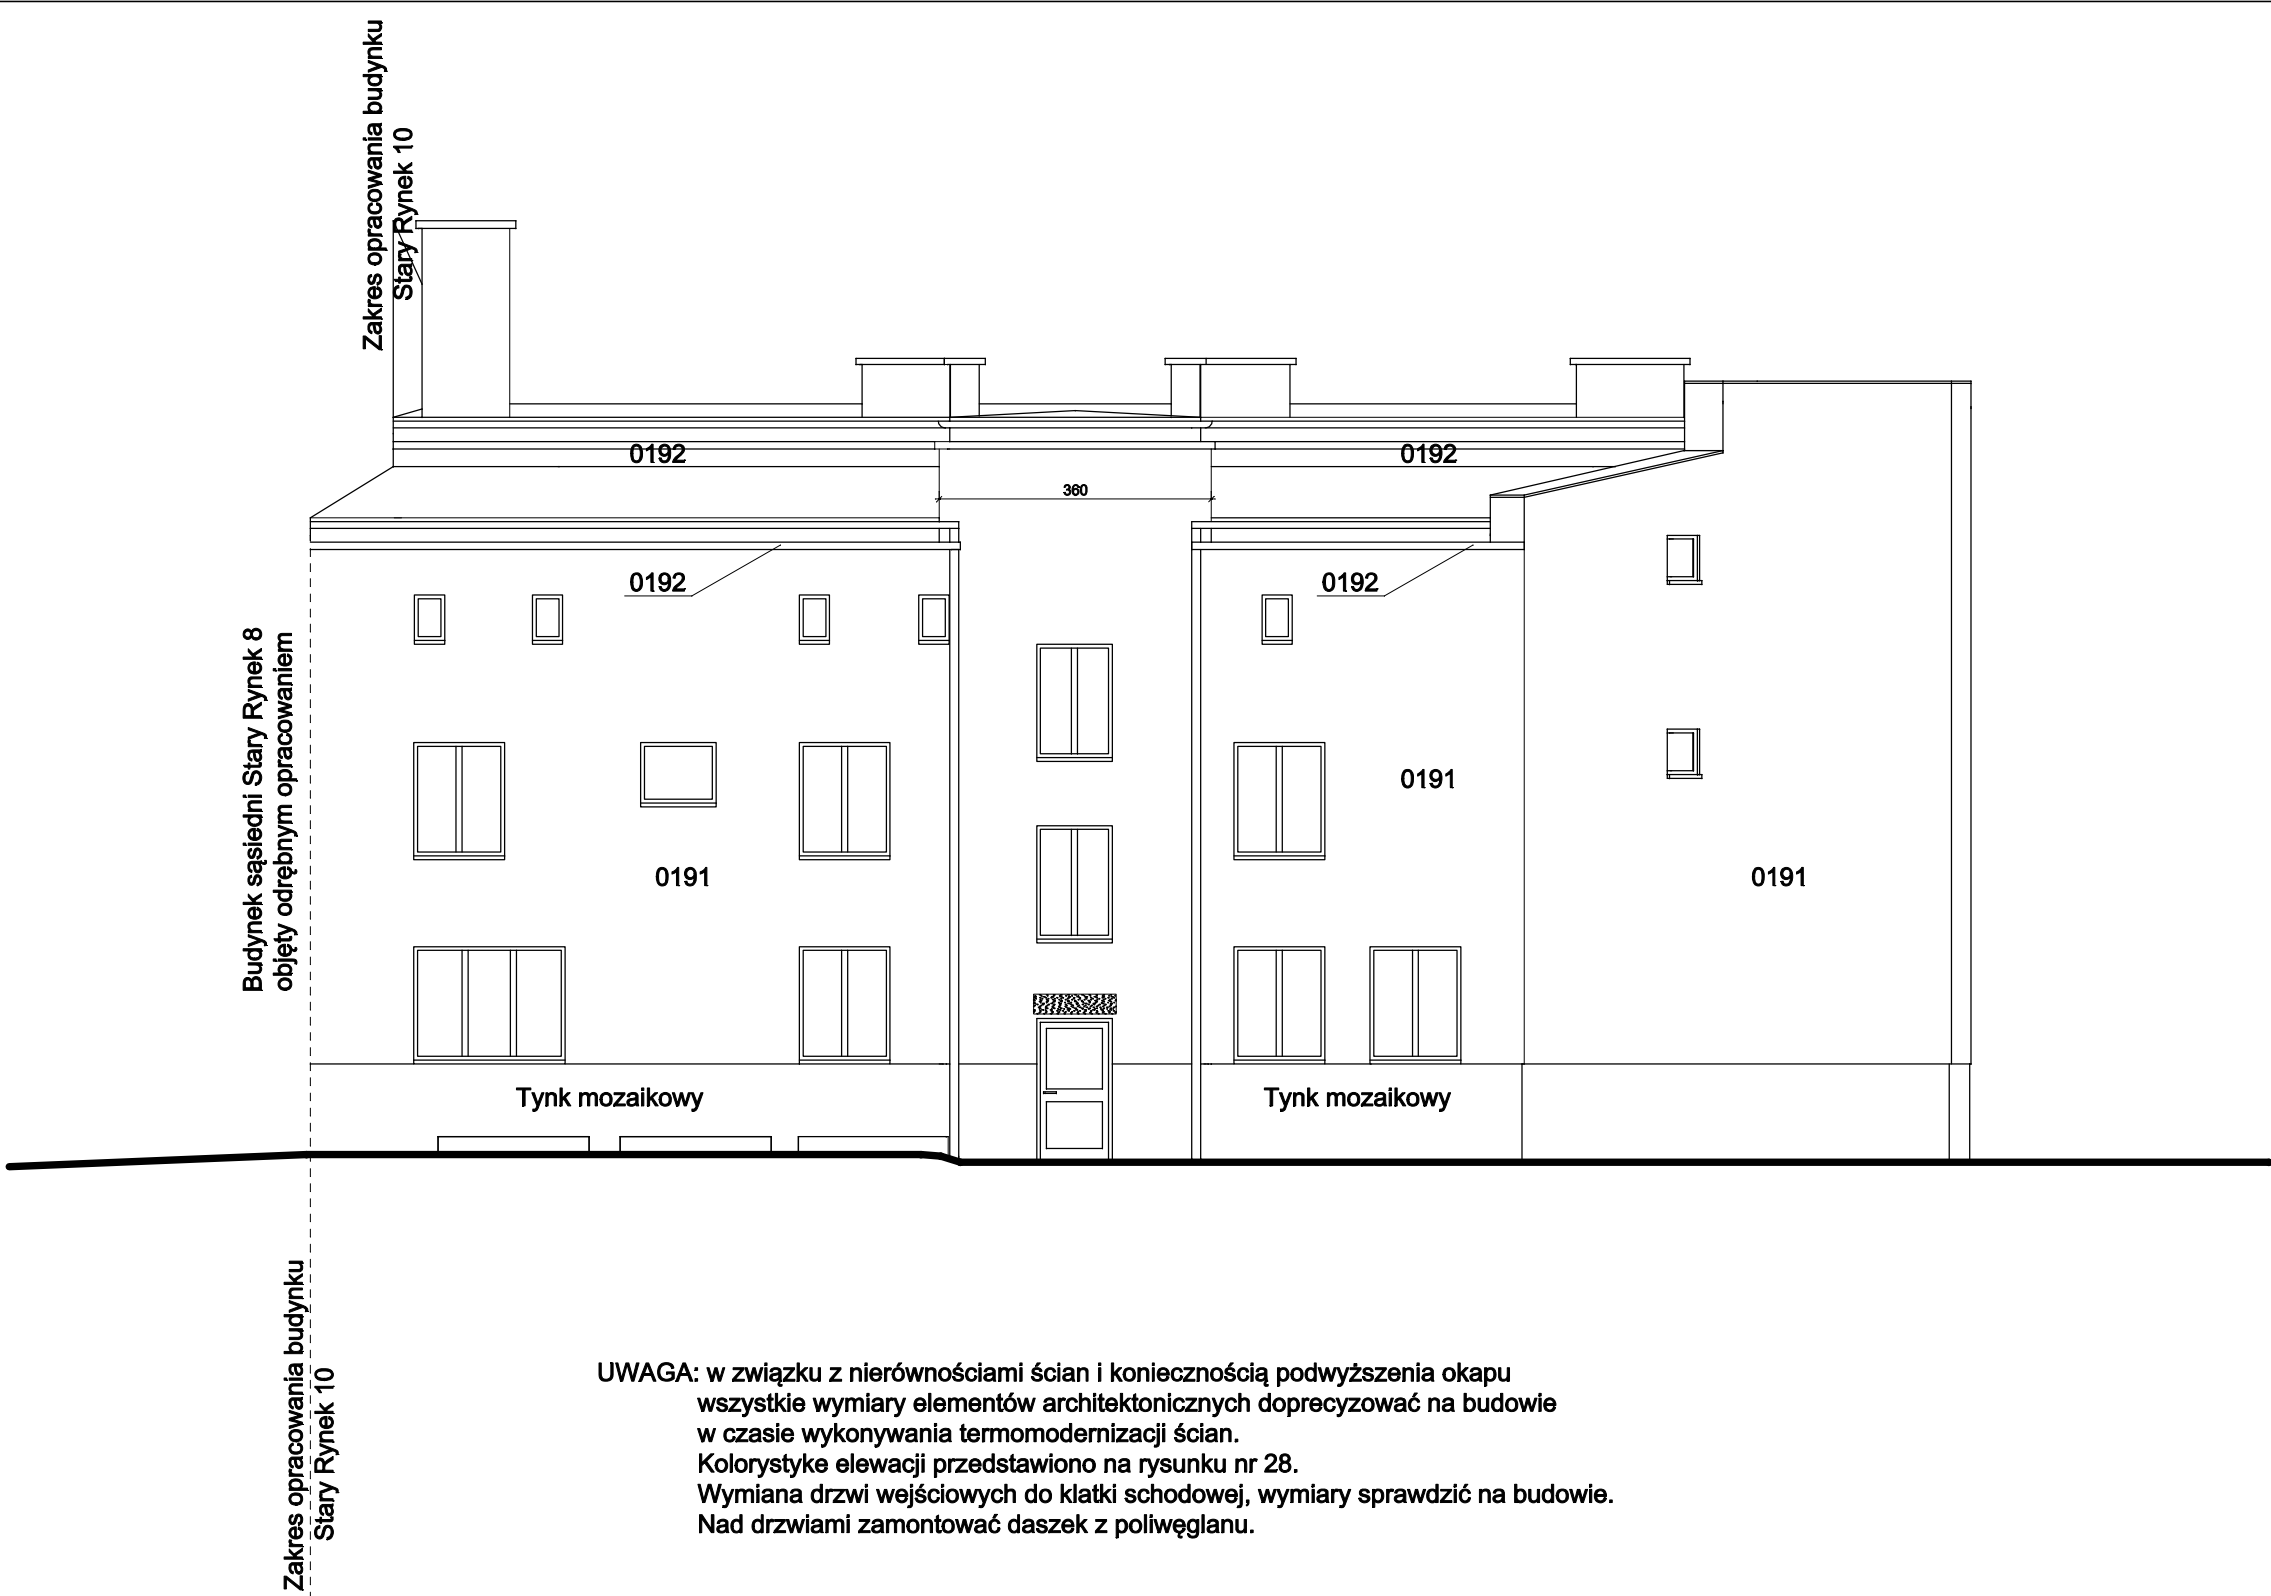 Zakres opracowania budynku
Stary Rynek 10
0192
0192
360
0192
0192
Budynek sąsiedni Stary Rynek 8
objęty odrębnym opracowaniem
0191
0191
0191
Tynk mozaikowy
Tynk mozaikowy
Zakres opracowania budynku
Stary Rynek 10
UWAGA: w związku z nierównościami ścian i koniecznością podwyższenia okapu
wszystkie wymiary elementów architektonicznych doprecyzować na budowie
w czasie wykonywania termomodernizacji ścian.
Kolorystyke elewacji przedstawiono na rysunku nr 28.
Wymiana drzwi wejściowych do klatki schodowej, wymiary sprawdzić na budowie.
Nad drzwiami zamontować daszek z poliwęglanu.